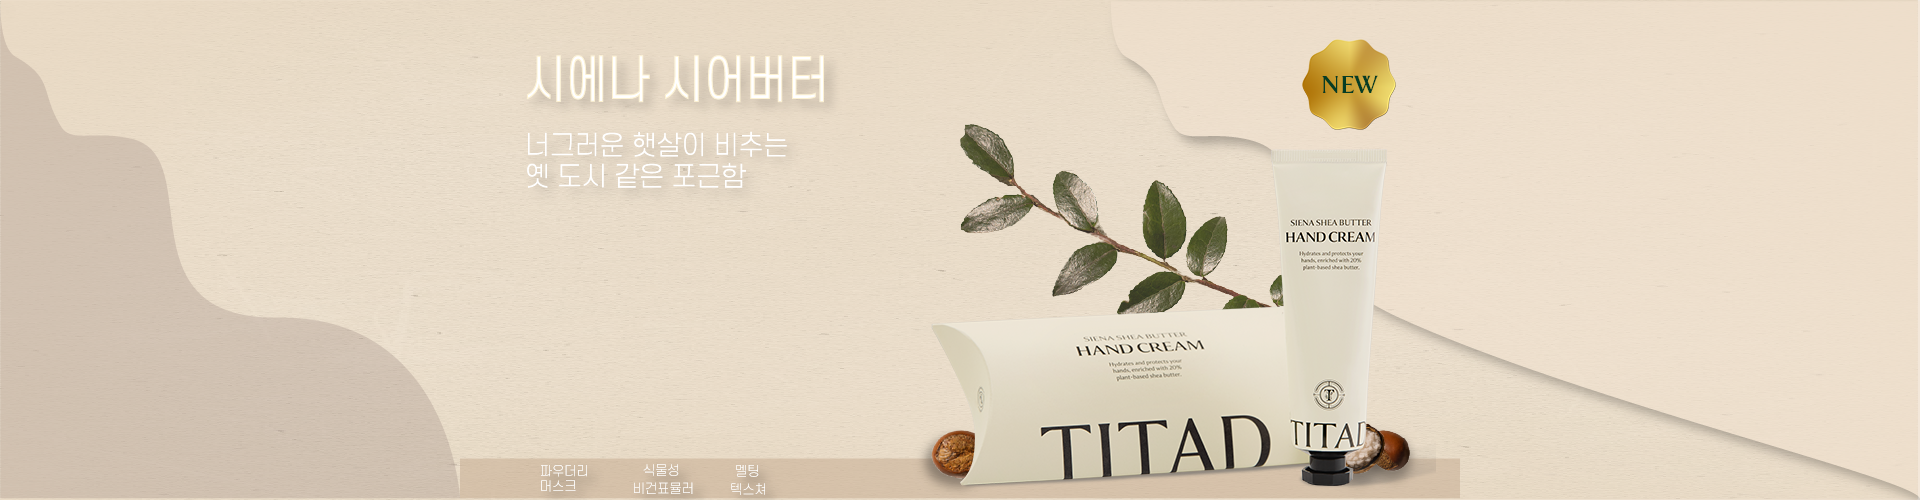 시에나 시어버터
너그러운 햇살이 비추는
옛 도시 같은 포근함
NEW
SIENA SHEA BUTTER
HAND CREAM
Hydrates and protects your
hands, enriched with 20%
plant-based shea butter.
TITAD
SIENA SHEA BUTTER
HAND CREAM
Hydrates and protects your
hands, enriched with 20%
plant-based shea butter.
T
TITAD
파우더리
머스크
식물성
비건표뮬러
멜팅
텍스쳐